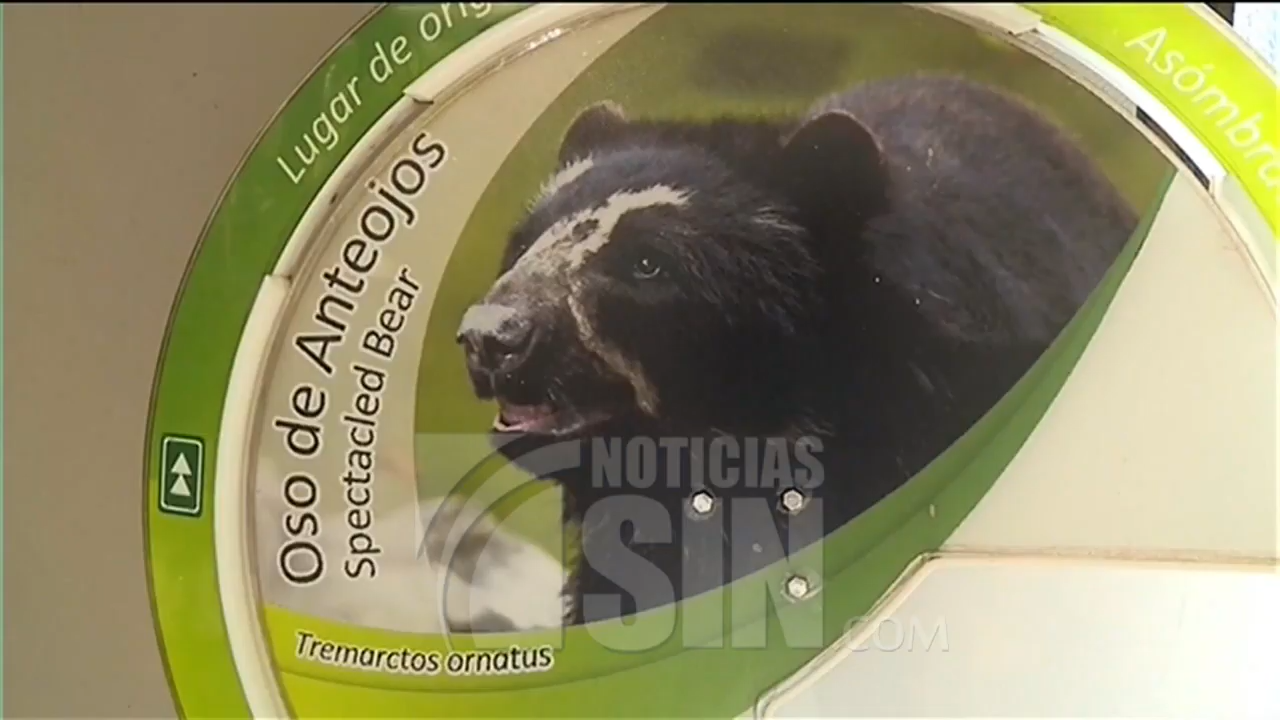 Lugar de orig
Asómbra
Oso de Anteojos
Spectacled Bear
Tremarctos ornatus
NOTICIAS
SIN
.COM